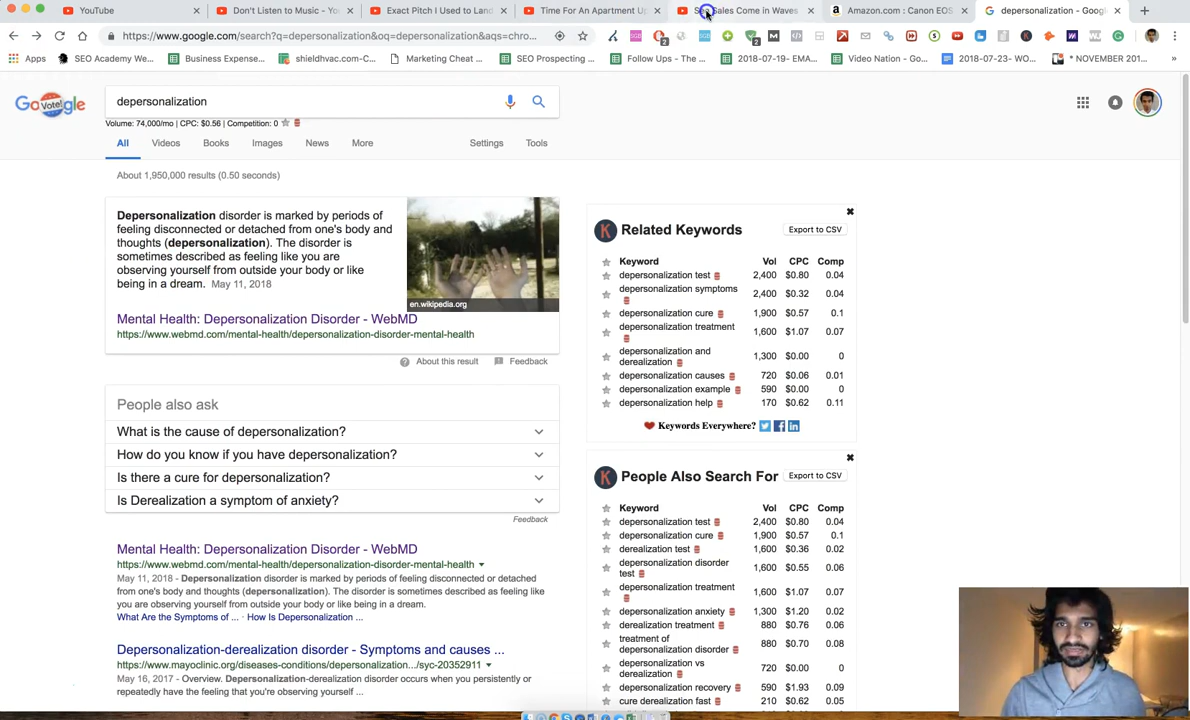 YouTube
Don't Listen to Music - Yo
Exact Pitch I Used to Land
Time For An Apartment Up
Seo Sales Come in Waves
Amazon.com : Canon EOS
depersonalization - Googl
https://www.google.com/search?q=depersonalization&oq=depersonalization&aqs=chro...
Apps
SEO Academy We...
Business Expense...
shieldhvac.com-C...
Marketing Cheat ...
SEO Prospecting ...
Follow Ups - The ...
2018-07-19- EMA...
Video Nation - Go...
2018-07-23- WO...
* NOVEMBER 201...
Vote!
depersonalization
Volume: 74,000/mo | CPC: $0.56 | Competition: 0
All Videos Books Images News More Settings Tools
About 1,950,000 results (0.50 seconds)
Depersonalization disorder is marked by periods of
feeling disconnected or detached from one's body and
thoughts (depersonalization). The disorder is
sometimes described as feeling like you are
observing yourself from outside your body or like
being in a dream. May 11, 2018
en.wikipedia.org
Mental Health: Depersonalization Disorder - WebMD
https://www.webmd.com/mental-health/depersonalization-disorder-mental-health
About this result Feedback
People also ask
What is the cause of depersonalization?
How do you know if you have depersonalization?
Is there a cure for depersonalization?
Is Derealization a symptom of anxiety?
Feedback
Mental Health: Depersonalization Disorder - WebMD
https://www.webmd.com/mental-health/depersonalization-disorder-mental-health
May 11, 2018 - Depersonalization disorder is marked by periods of feeling disconnected or detached
from one's body and thoughts (depersonalization). The disorder is sometimes described as feeling like
you are observing yourself from outside your body or like being in a dream.
What Are the Symptoms of ... · How Is Depersonalization ...
Depersonalization-derealization disorder - Symptoms and causes ...
https://www.mayoclinic.org/diseases-conditions/depersonalization.../syc-20352911
May 16, 2017 - Overview. Depersonalization-derealization disorder occurs when you persistently or
repeatedly have the feeling that you're observing yourself ...
Related Keywords
Export to CSV
Keyword Vol CPC Comp
depersonalization test 2,400 $0.80 0.04
depersonalization symptoms 2,400 $0.32 0.04
depersonalization cure 1,900 $0.57 0.1
depersonalization treatment 1,600 $1.07 0.07
depersonalization and
derealization 1,300 $0.00 0
depersonalization causes 720 $0.06 0.01
depersonalization example 590 $0.00 0
depersonalization help 170 $0.62 0.11
Keywords Everywhere?
People Also Search For
Export to CSV
Keyword Vol CPC Comp
depersonalization test 2,400 $0.80 0.04
depersonalization cure 1,900 $0.57 0.1
derealization test 1,600 $0.36 0.02
depersonalization disorder
test 1,600 $0.55 0.06
depersonalization treatment 1,600 $1.07 0.07
depersonalization anxiety 1,300 $1.20 0.02
derealization treatment 880 $0.76 0.06
treatment of
depersonalization disorder 880 $0.70 0.08
depersonalization vs
derealization 720 $0.00 0
depersonalization recovery 590 $1.93 0.09
cure derealization fast 210 $0.62 0.05